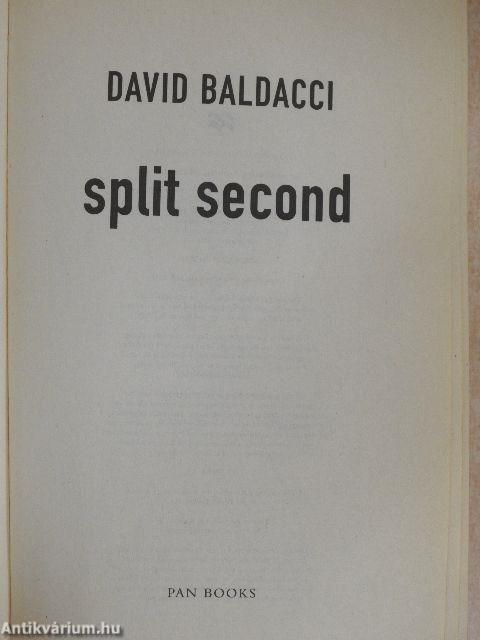 DAVID BALDACCI
split second
PAN BOOKS
Antikvárium.hu